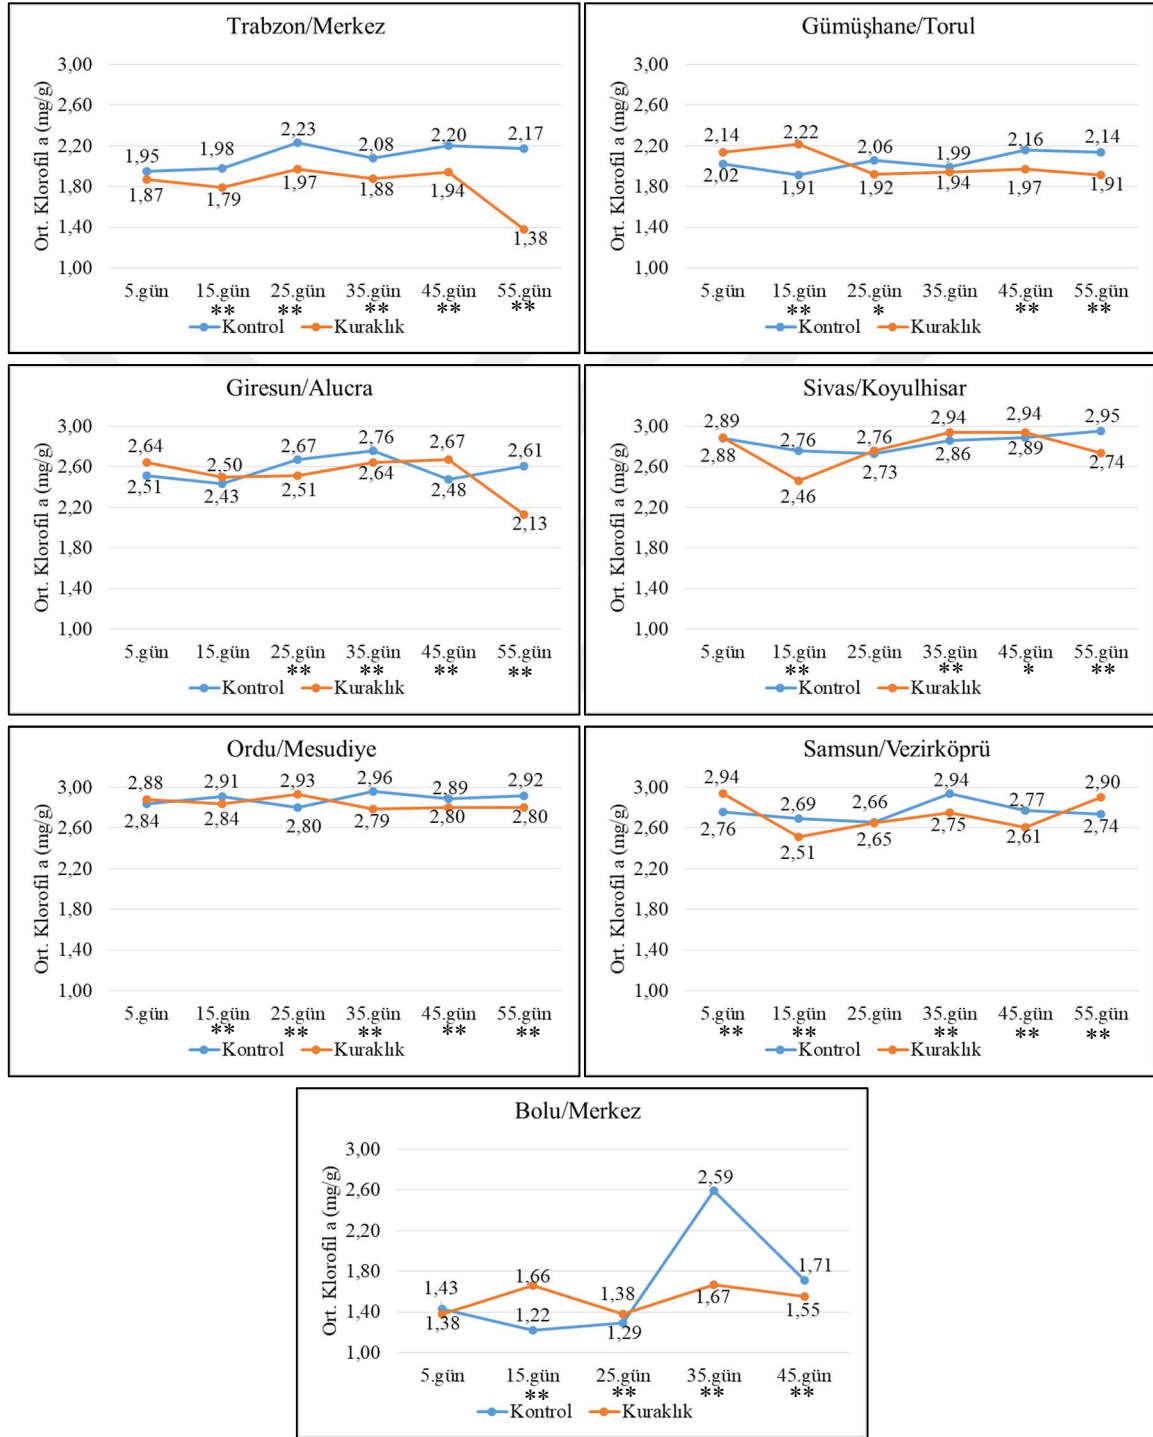 Trabzon/Merkez
Ort. Klorofil a (mg/g)
3,00
2,60
2,20
1,80
1,40
1,00
1,95 1,98 2,23 2,08 2,20 2,17
1,87 1,79 1,97 1,88 1,94 1,38
5.gün 15.gün 25.gün 35.gün 45.gün 55.gün
** ** ** ** **
Kontrol Kuraklık
Gümüşhane/Torul
Ort. Klorofil a (mg/g)
3,00
2,60
2,20
1,80
1,40
1,00
2,14 2,22 2,06 1,99 2,16 2,14
2,02 1,91 1,92 1,94 1,97 1,91
5.gün 15.gün 25.gün 35.gün 45.gün 55.gün
** * ** **
Kontrol Kuraklık
Giresun/Alucra
Ort. Klorofil a (mg/g)
3,00
2,60
2,20
1,80
1,40
1,00
2,64 2,50 2,67 2,76 2,67 2,61
2,51 2,43 2,51 2,64 2,48 2,13
5.gün 15.gün 25.gün 35.gün 45.gün 55.gün
** ** ** **
Kontrol Kuraklık
Sivas/Koyulhisar
Ort. Klorofil a (mg/g)
3,00
2,60
2,20
1,80
1,40
1,00
2,89 2,76 2,76 2,94 2,94 2,95
2,88 2,46 2,73 2,86 2,89 2,74
5.gün 15.gün 25.gün 35.gün 45.gün 55.gün
** ** * **
Kontrol Kuraklık
Ordu/Mesudiye
Ort. Klorofil a (mg/g)
3,00
2,60
2,20
1,80
1,40
1,00
2,88 2,91 2,93 2,96 2,89 2,92
2,84 2,84 2,80 2,79 2,80 2,80
5.gün 15.gün 25.gün 35.gün 45.gün 55.gün
** ** ** ** **
Kontrol Kuraklık
Samsun/Vezirköprü
Ort. Klorofil a (mg/g)
3,00
2,60
2,20
1,80
1,40
1,00
2,94 2,69 2,66 2,94 2,77 2,90
2,76 2,51 2,65 2,75 2,61 2,74
5.gün 15.gün 25.gün 35.gün 45.gün 55.gün
** ** ** ** **
Kontrol Kuraklık
Bolu/Merkez
Ort. Klorofil a (mg/g)
3,00
2,60
2,20
1,80
1,40
1,00
1,43 1,66 1,38 2,59 1,71
1,38 1,22 1,29 1,67 1,55
5.gün 15.gün 25.gün 35.gün 45.gün
** ** ** **
Kontrol Kuraklık